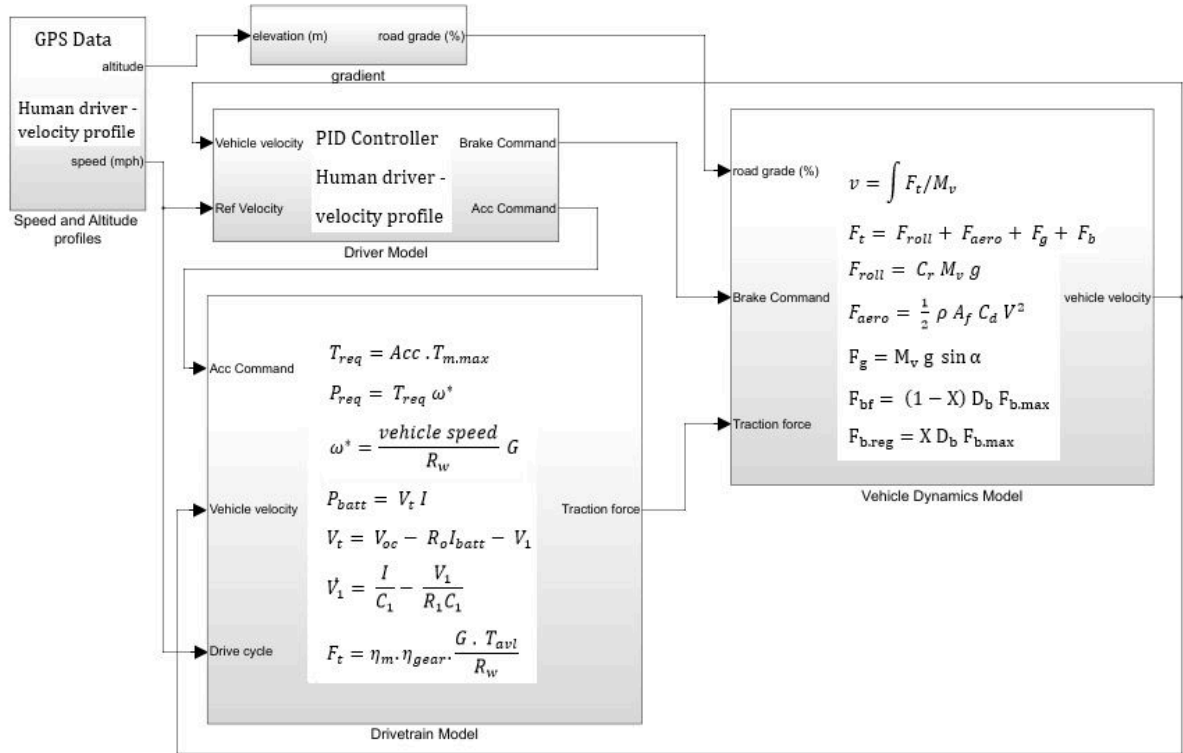 GPS Data
altitude
Human driver -
velocity profile
speed (mph)
Speed and Altitude
profiles
elevation (m) road grade (%)
gradient
Vehicle velocity PID Controller Brake Command
Human driver -
Ref Velocity velocity profile Acc Command
Driver Model
Acc Command
T_req = Acc . T_m.max
P_req = T_req ω*
ω* = vehicle speed / R_w G
Vehicle velocity
P_batt = V_t I
Traction force
V_t = V_oc − R_o I_batt − V_1
V̇_1 = I / C_1 − V_1 / R_1 C_1
Drive cycle
F_t = η_m . η_gear . G . T_avl / R_w
Drivetrain Model
road grade (%)
v = ∫ F_t/M_v
F_t = F_roll + F_aero + F_g + F_b
F_roll = C_r M_v g
Brake Command
vehicle velocity
F_aero = 1/2 ρ A_f C_d V²
F_g = M_v g sin α
F_bf = (1 − X) D_b F_b.max
Traction force
F_b.reg = X D_b F_b.max
Vehicle Dynamics Model